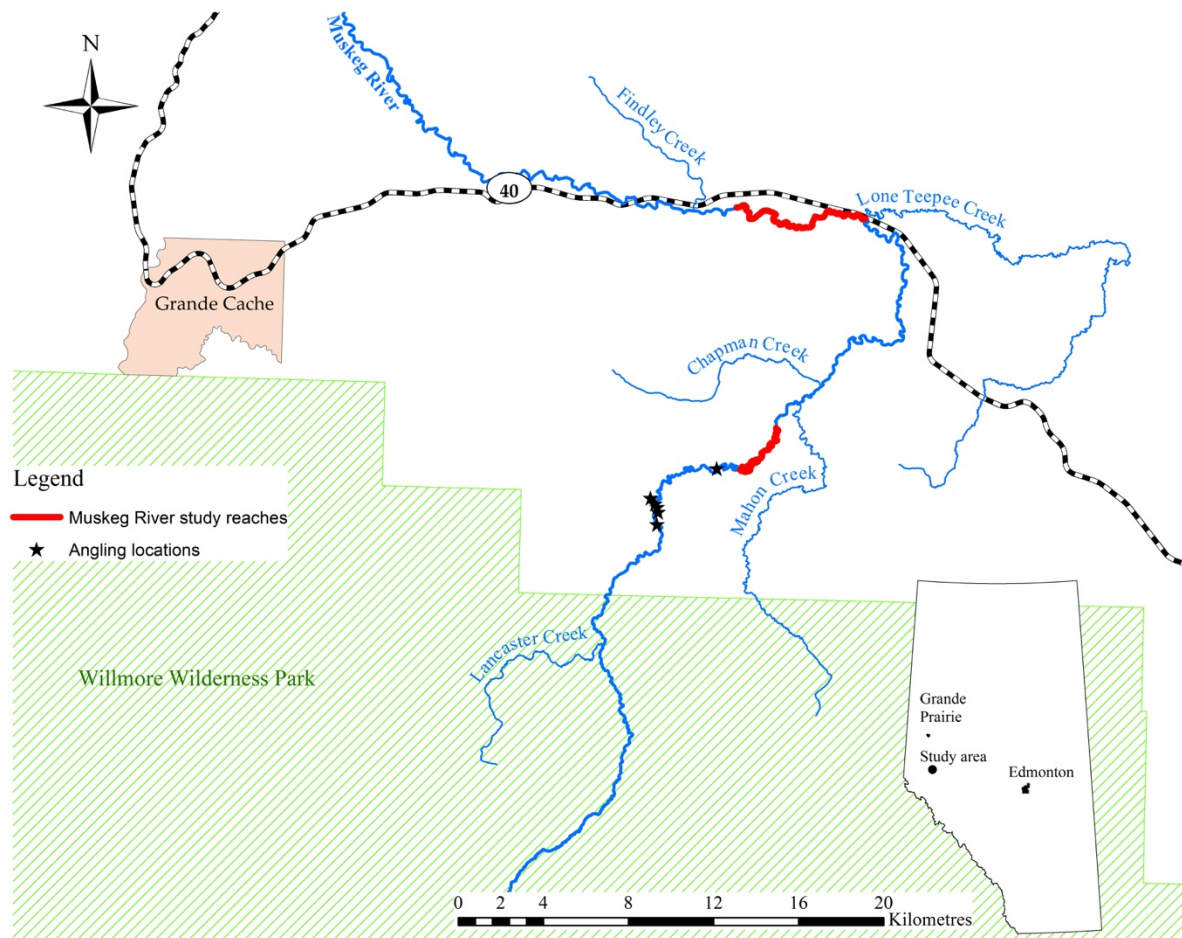 N
Muskeg River
Findley Creek
40
Lone Teepee Creek
Grande Cache
Chapman Creek
Legend
Muskeg River study reaches
Angling locations
Mahon Creek
Lancaster Creek
Willmore Wilderness Park
Grande
Prairie
Study area
Edmonton
0 2 4 8 12 16 20
Kilometres